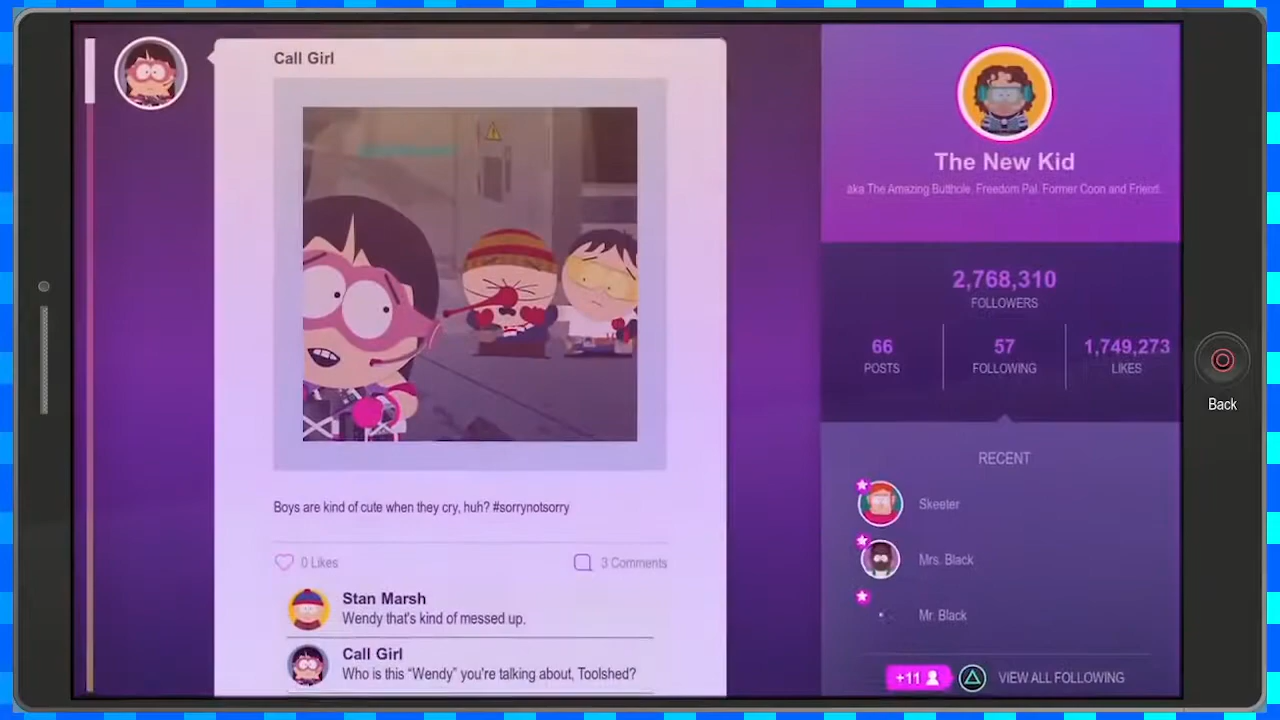 Call Girl
Boys are kind of cute when they cry, huh? #sorrynotsorry
0 Likes
3 Comments
Stan Marsh
Wendy that's kind of messed up.
Call Girl
Who is this “Wendy” you're talking about, Toolshed?
The New Kid
aka The Amazing Butthole. Freedom Pal. Former Coon and Friend.
2,768,310
FOLLOWERS
66
POSTS
57
FOLLOWING
1,749,273
LIKES
RECENT
Skeeter
Mrs. Black
Mr. Black
+11
VIEW ALL FOLLOWING
Back